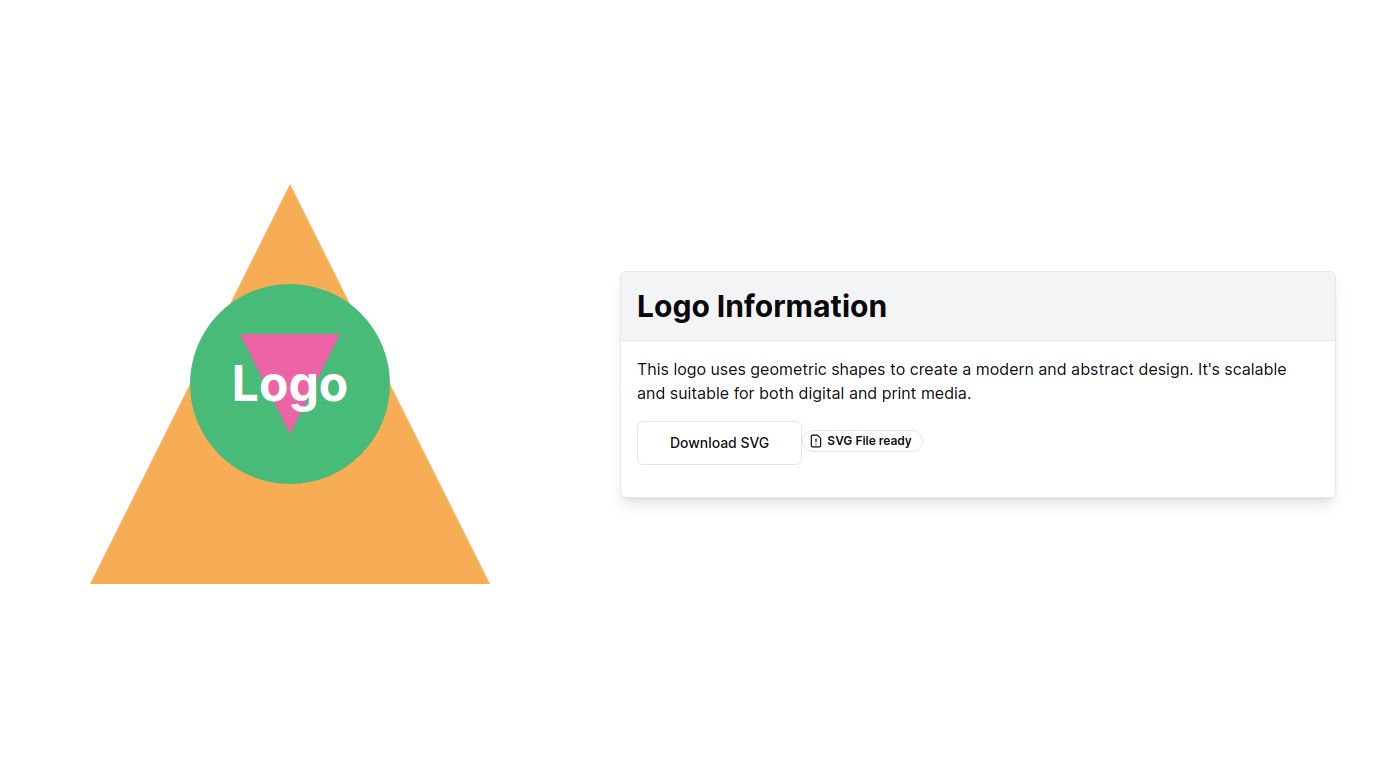 Logo
Logo Information
This logo uses geometric shapes to create a modern and abstract design. It's scalable
and suitable for both digital and print media.
Download SVG
SVG File ready